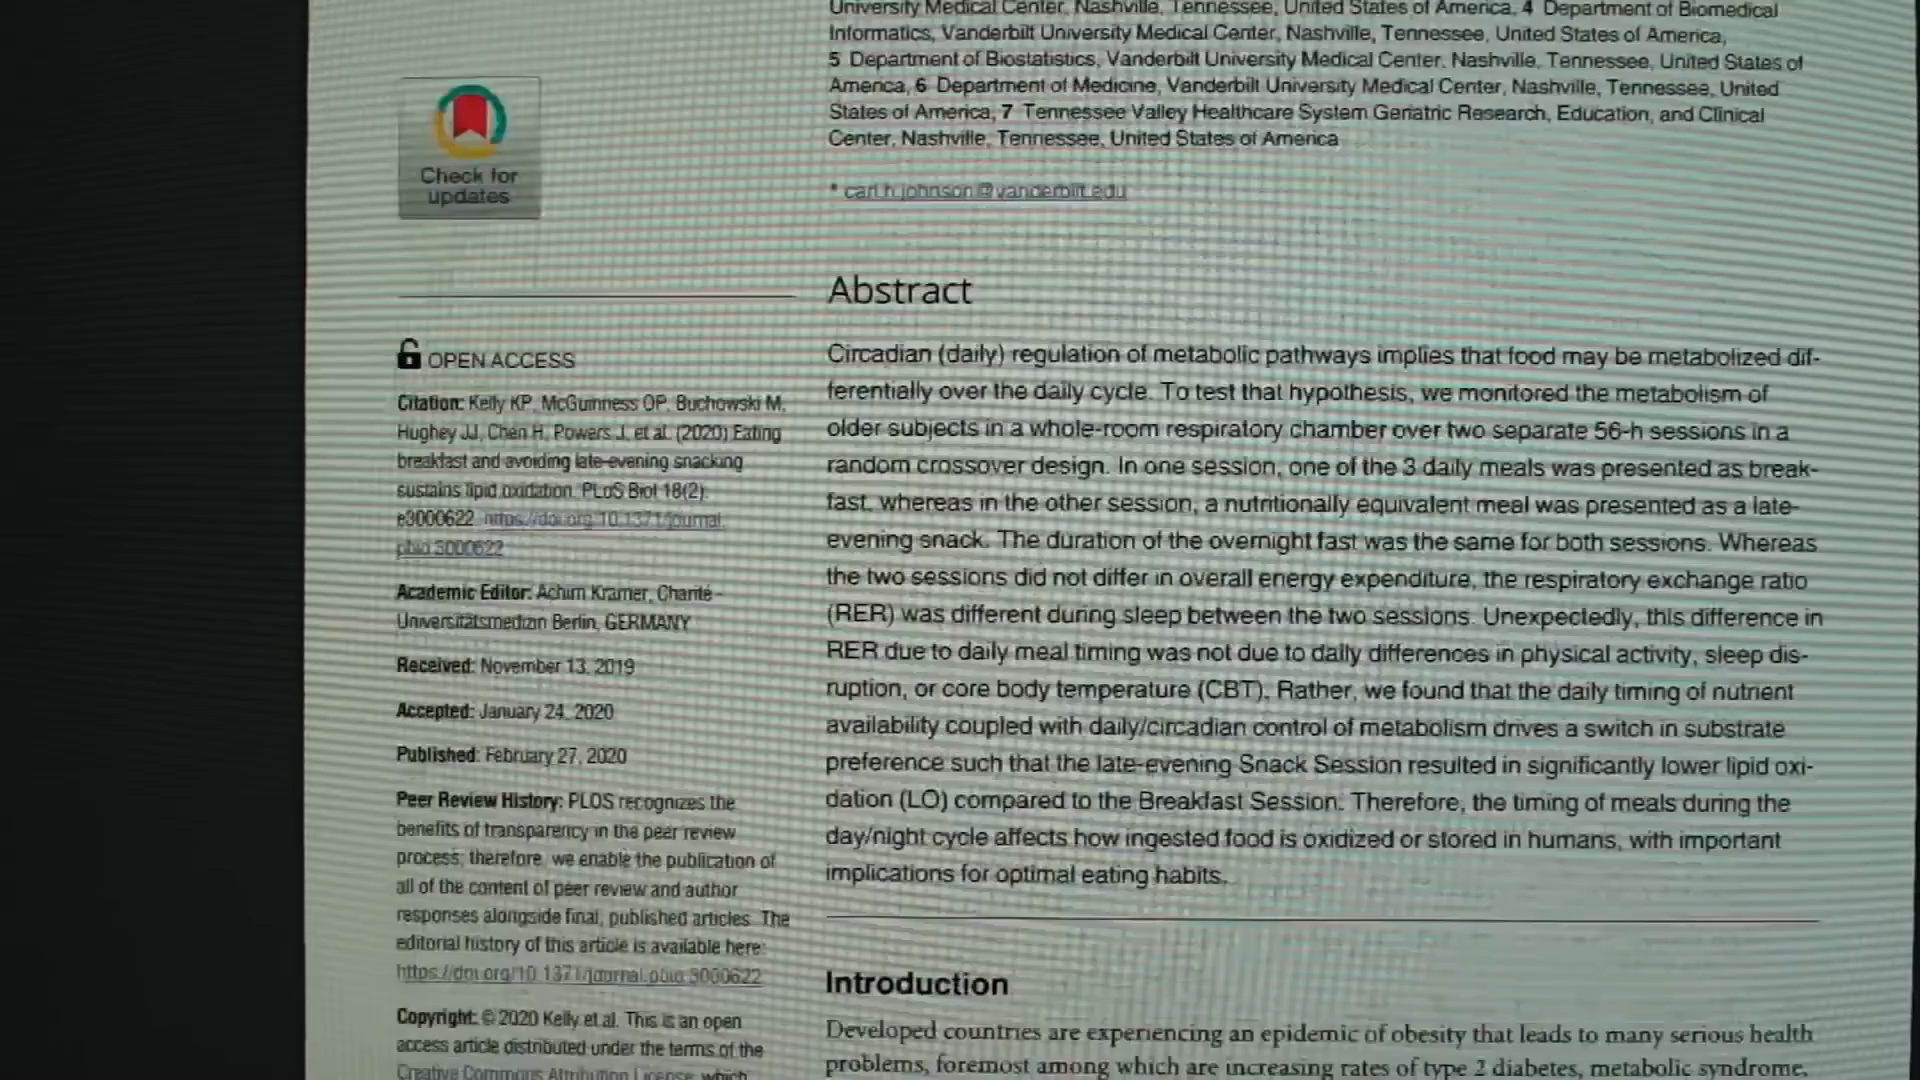 University Medical Center, Nashville, Tennessee, United States of America, 4 Department of Biomedical
Informatics, Vanderbilt University Medical Center, Nashville, Tennessee, United States of America,
5 Department of Biostatistics, Vanderbilt University Medical Center, Nashville, Tennessee, United States of
America, 6 Department of Medicine, Vanderbilt University Medical Center, Nashville, Tennessee, United
States of America, 7 Tennessee Valley Healthcare System Geriatric Research, Education, and Clinical
Center, Nashville, Tennessee, United States of America
* carl.h.johnson@vanderbilt.edu
Check for
updates
OPEN ACCESS
Citation: Kelly KP, McGuinness OP, Buchowski M,
Hughey JJ, Chen H, Powers J, et al. (2020) Eating
breakfast and avoiding late-evening snacking
sustains lipid oxidation. PLoS Biol 18(2):
e3000622. https://doi.org/10.1371/journal.
pbio.3000622
Academic Editor: Achim Kramer, Charité -
Universitätsmedizin Berlin, GERMANY
Received: November 13, 2019
Accepted: January 24, 2020
Published: February 27, 2020
Peer Review History: PLOS recognizes the
benefits of transparency in the peer review
process; therefore, we enable the publication of
all of the content of peer review and author
responses alongside final, published articles. The
editorial history of this article is available here:
https://doi.org/10.1371/journal.pbio.3000622
Copyright: © 2020 Kelly et al. This is an open
access article distributed under the terms of the
Creative Commons Attribution License, which
Abstract
Circadian (daily) regulation of metabolic pathways implies that food may be metabolized dif-
ferentially over the daily cycle. To test that hypothesis, we monitored the metabolism of
older subjects in a whole-room respiratory chamber over two separate 56-h sessions in a
random crossover design. In one session, one of the 3 daily meals was presented as break-
fast, whereas in the other session, a nutritionally equivalent meal was presented as a late-
evening snack. The duration of the overnight fast was the same for both sessions. Whereas
the two sessions did not differ in overall energy expenditure, the respiratory exchange ratio
(RER) was different during sleep between the two sessions. Unexpectedly, this difference in
RER due to daily meal timing was not due to daily differences in physical activity, sleep dis-
ruption, or core body temperature (CBT). Rather, we found that the daily timing of nutrient
availability coupled with daily/circadian control of metabolism drives a switch in substrate
preference such that the late-evening Snack Session resulted in significantly lower lipid oxi-
dation (LO) compared to the Breakfast Session. Therefore, the timing of meals during the
day/night cycle affects how ingested food is oxidized or stored in humans, with important
implications for optimal eating habits.
Introduction
Developed countries are experiencing an epidemic of obesity that leads to many serious health
problems, foremost among which are increasing rates of type 2 diabetes, metabolic syndrome,